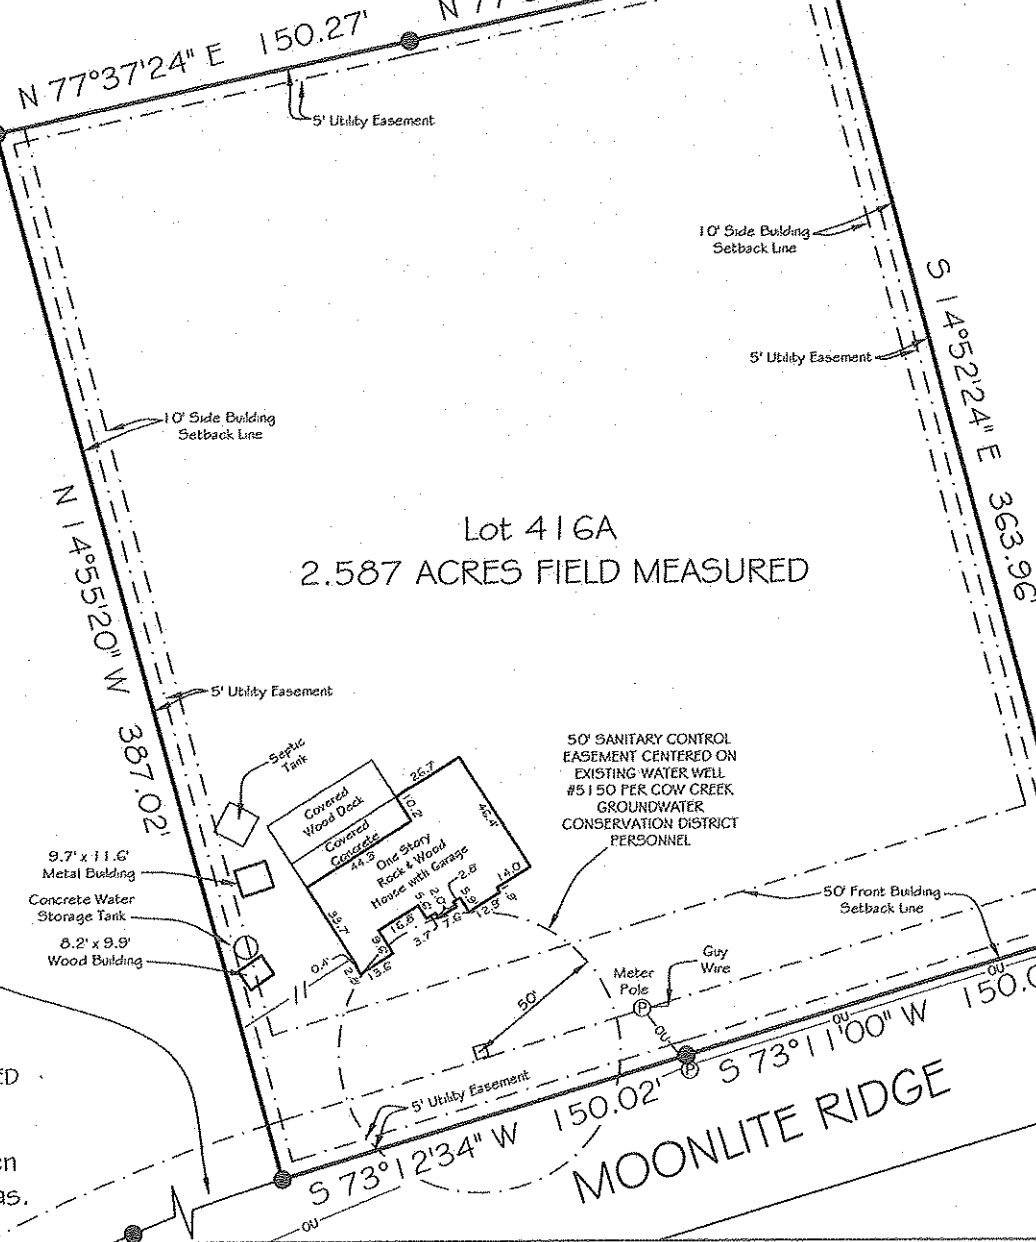 N 77°37'24" E 150.27'
5' Utility Easement
10' Side Building
Setback Line
S 14°52'24" E 363.96'
5' Utility Easement
10' Side Building
Setback Line
N 14°55'20" W 387.02'
Lot 416A
2.587 ACRES FIELD MEASURED
5' Utility Easement
Septic
Tank
50' SANITARY CONTROL
EASEMENT CENTERED ON
EXISTING WATER WELL
#5150 PER COW CREEK
GROUNDWATER
CONSERVATION DISTRICT
PERSONNEL
Covered
Wood Deck
26.7'
10.2'
46.4'
Covered
Concrete
44.3'
One Story
Rock & Wood
House with Garage
39.7'
16.8'
2.8'
14.0'
12.9'
7.6'
3.7'
13.6'
0.4'
9.7' x 11.6'
Metal Building
Concrete Water
Storage Tank
8.2' x 9.9'
Wood Building
50' Front Building
Setback Line
Guy
Wire
Meter
Pole
P
50'
OU
OU
OU
P
5' Utility Easement
S 73°12'34" W 150.02'
S 73°11'00" W
MOONLITE RIDGE
OU